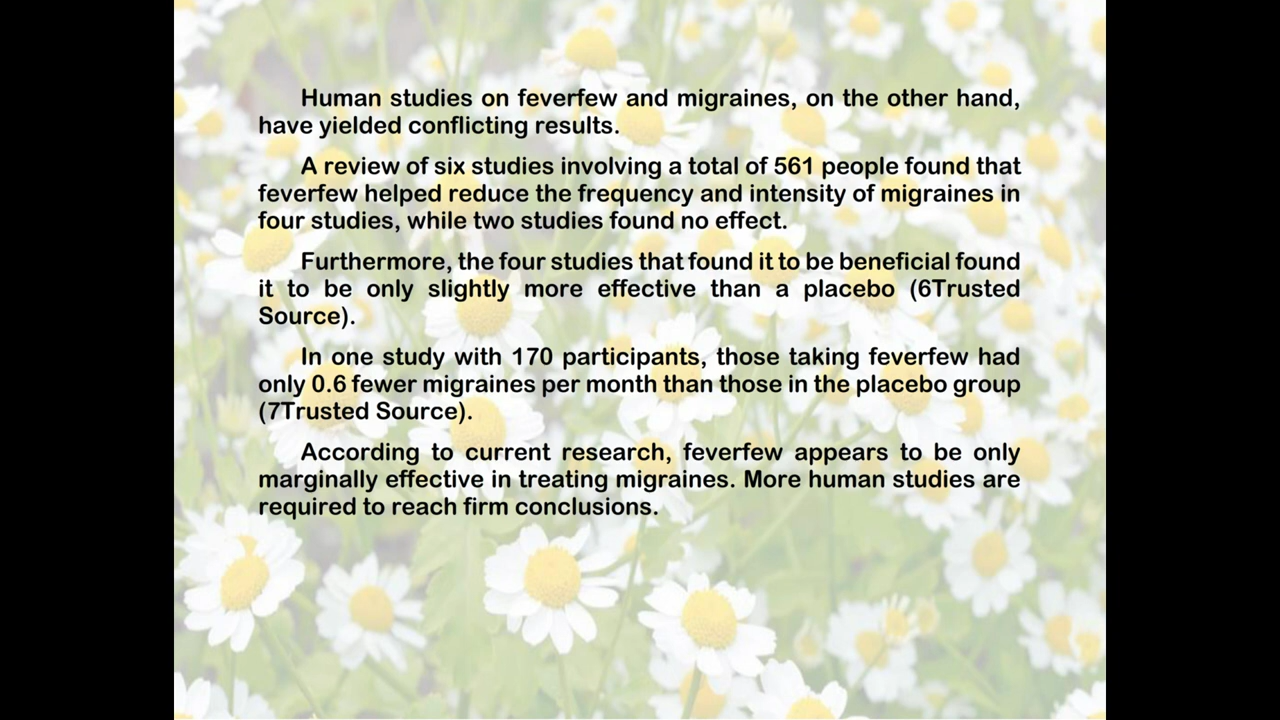 Human studies on feverfew and migraines, on the other hand,
have yielded conflicting results.
A review of six studies involving a total of 561 people found that
feverfew helped reduce the frequency and intensity of migraines in
four studies, while two studies found no effect.
Furthermore, the four studies that found it to be beneficial found
it to be only slightly more effective than a placebo (6Trusted
Source).
In one study with 170 participants, those taking feverfew had
only 0.6 fewer migraines per month than those in the placebo group
(7Trusted Source).
According to current research, feverfew appears to be only
marginally effective in treating migraines. More human studies are
required to reach firm conclusions.